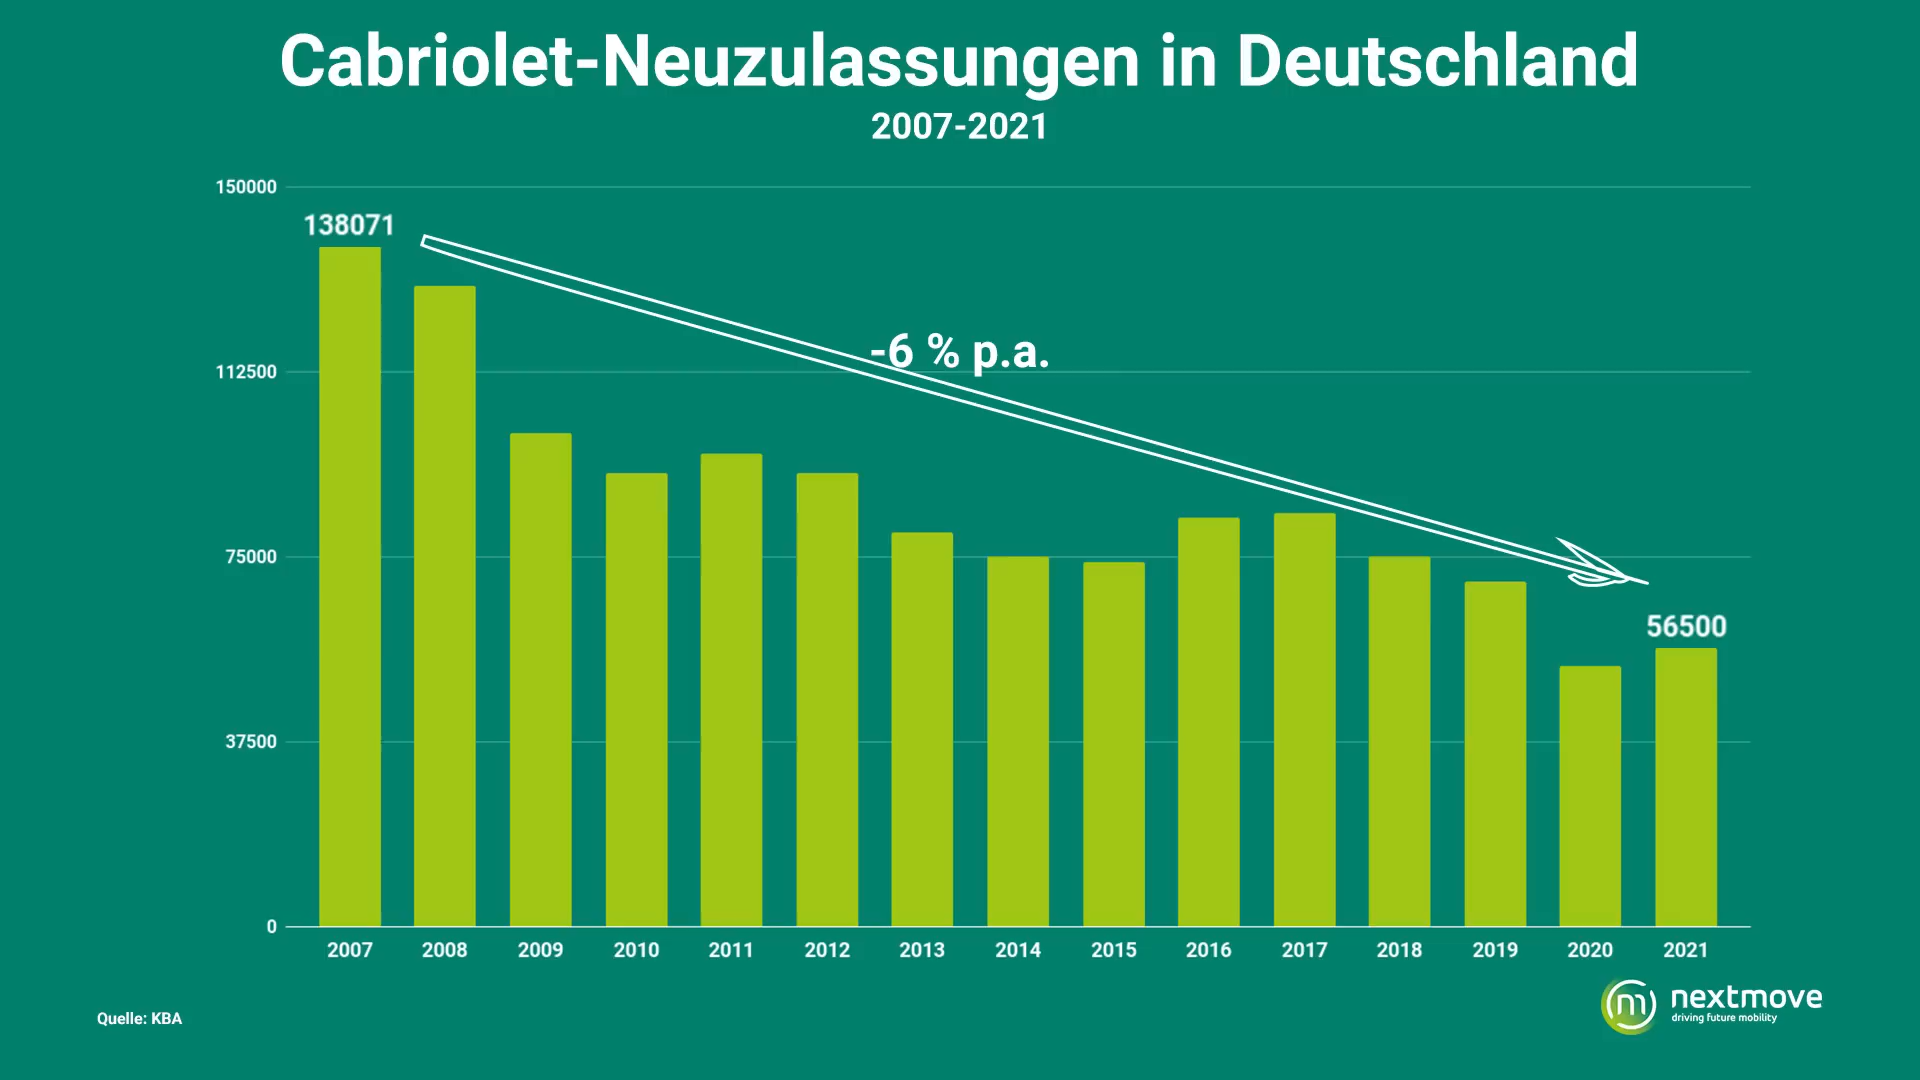 Cabriolet-Neuzulassungen in Deutschland
2007-2021
150000
138071
-6 % p.a.
112500
75000
56500
37500
0
2007 2008 2009 2010 2011 2012 2013 2014 2015 2016 2017 2018 2019 2020 2021
Quelle: KBA
m nextmove
driving future mobility